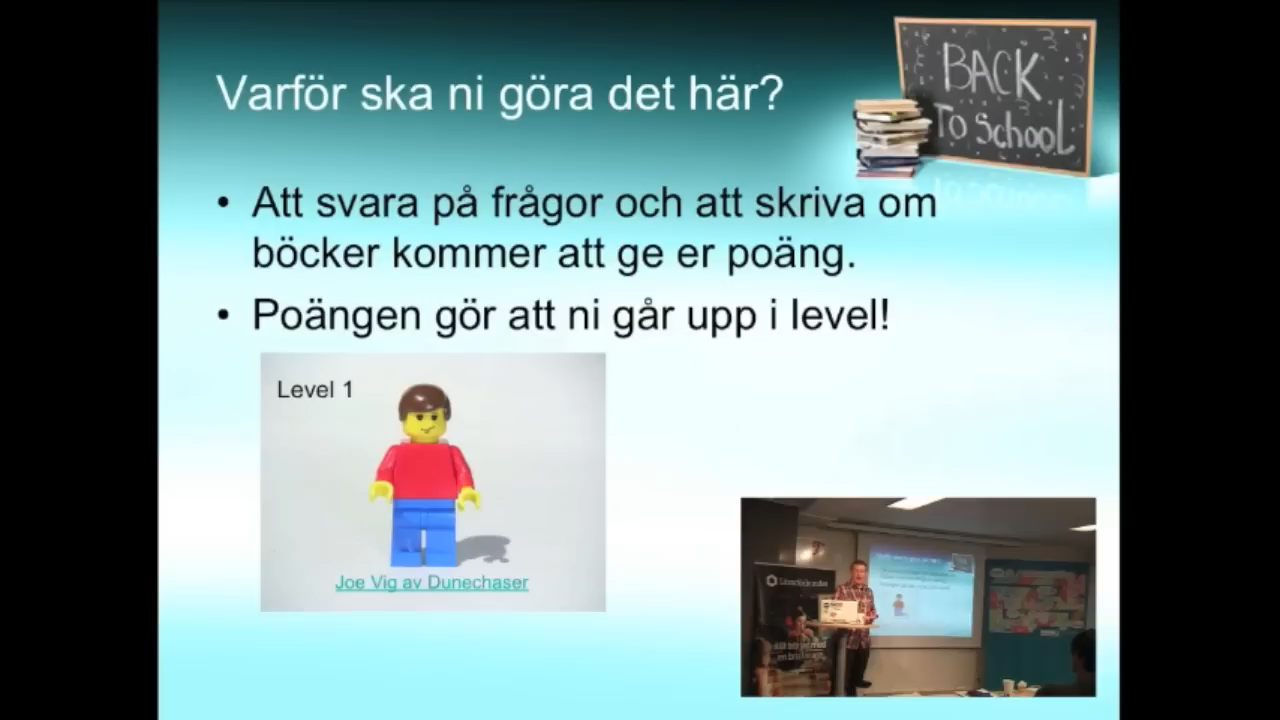 Varför ska ni göra det här?
BACK
To School
• Att svara på frågor och att skriva om
böcker kommer att ge er poäng.
• Poängen gör att ni går upp i level!
Level 1
Joe Vig av Dunechaser